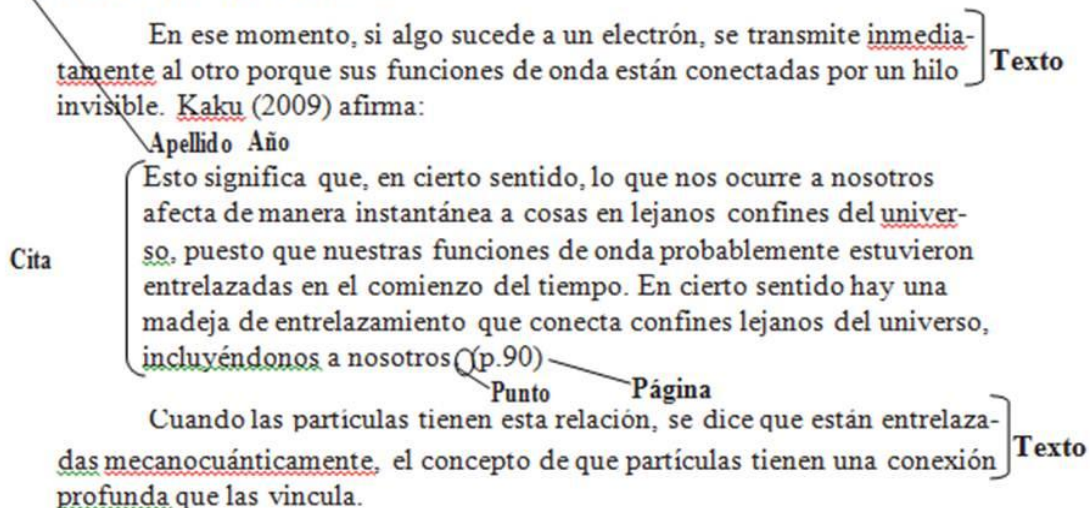 En ese momento, si algo sucede a un electrón, se transmite inmedia-
tamente al otro porque sus funciones de onda están conectadas por un hilo
Texto
invisible. Kaku (2009) afirma:
Apellido Año
Esto significa que, en cierto sentido, lo que nos ocurre a nosotros
afecta de manera instantánea a cosas en lejanos confines del univer-
Cita
so, puesto que nuestras funciones de onda probablemente estuvieron
entrelazadas en el comienzo del tiempo. En cierto sentido hay una
madeja de entrelazamiento que conecta confines lejanos del universo,
incluyéndonos a nosotros. (p.90)
Punto Página
Cuando las partículas tienen esta relación, se dice que están entrelaza-
das mecanocuánticamente, el concepto de que partículas tienen una conexión
Texto
profunda que las vincula.